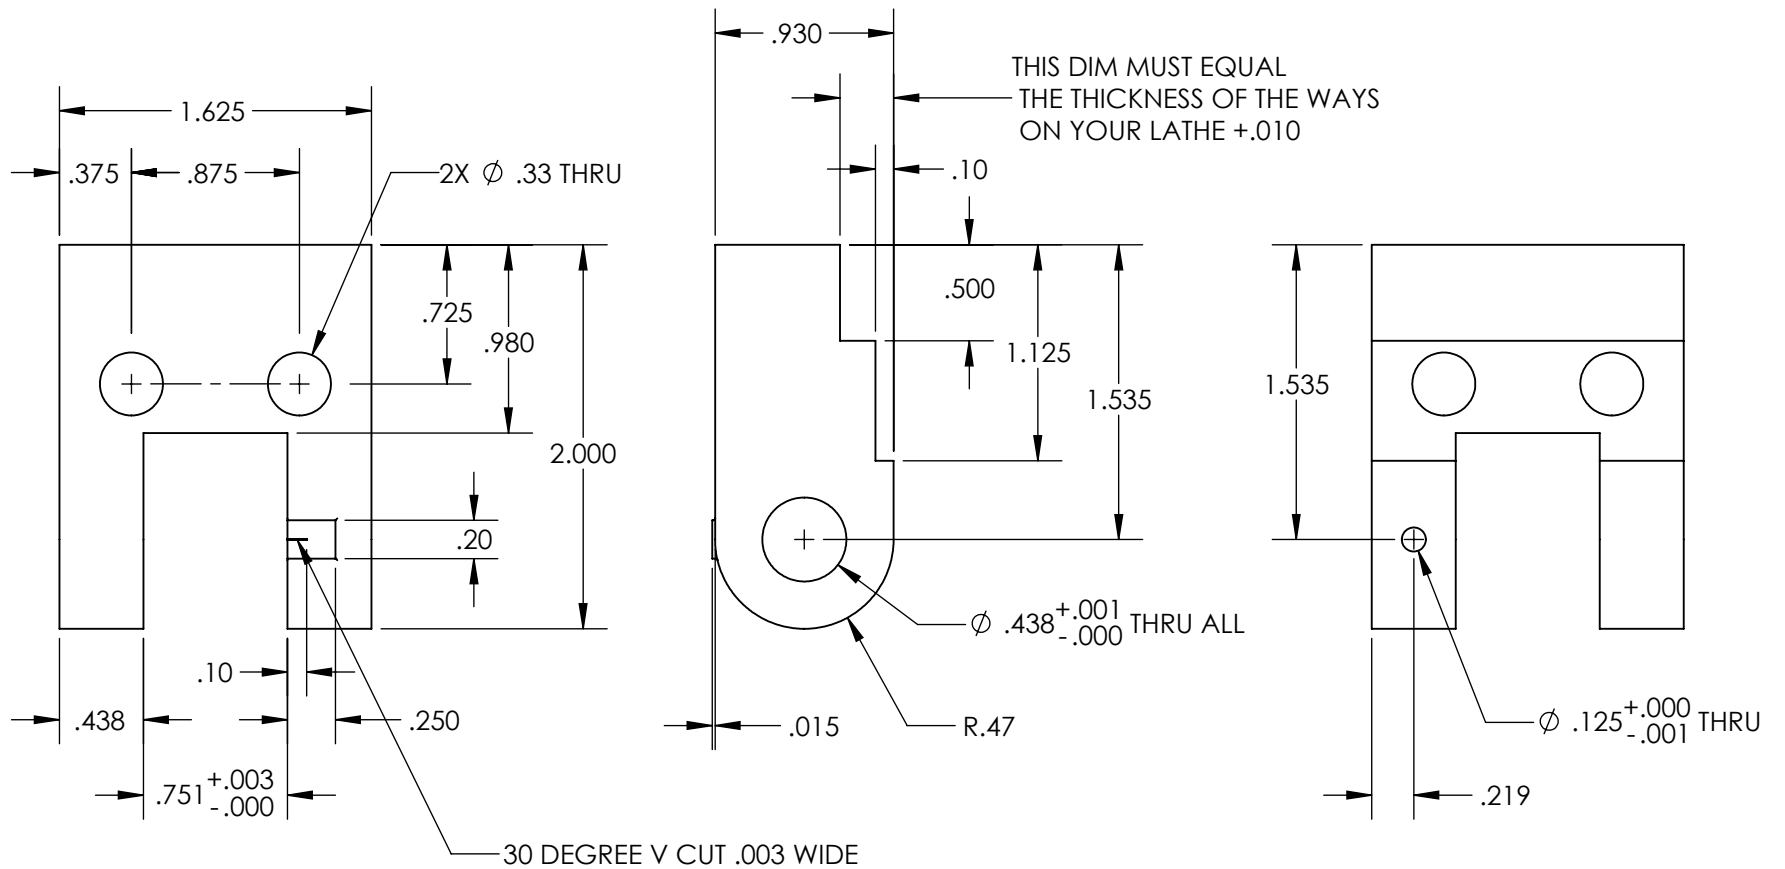 .930
THIS DIM MUST EQUAL
THE THICKNESS OF THE WAYS
ON YOUR LATHE +.010
1.625
.375
.875
2X ⌀ .33 THRU
.10
.725
.980
2.000
.500
1.125
1.535
1.535
.20
.10
.438
.250
.751 +.003
-.000
30 DEGREE V CUT .003 WIDE
⌀ .438 +.001
-.000 THRU ALL
.015
R.47
⌀ .125 +.000
-.001 THRU
.219